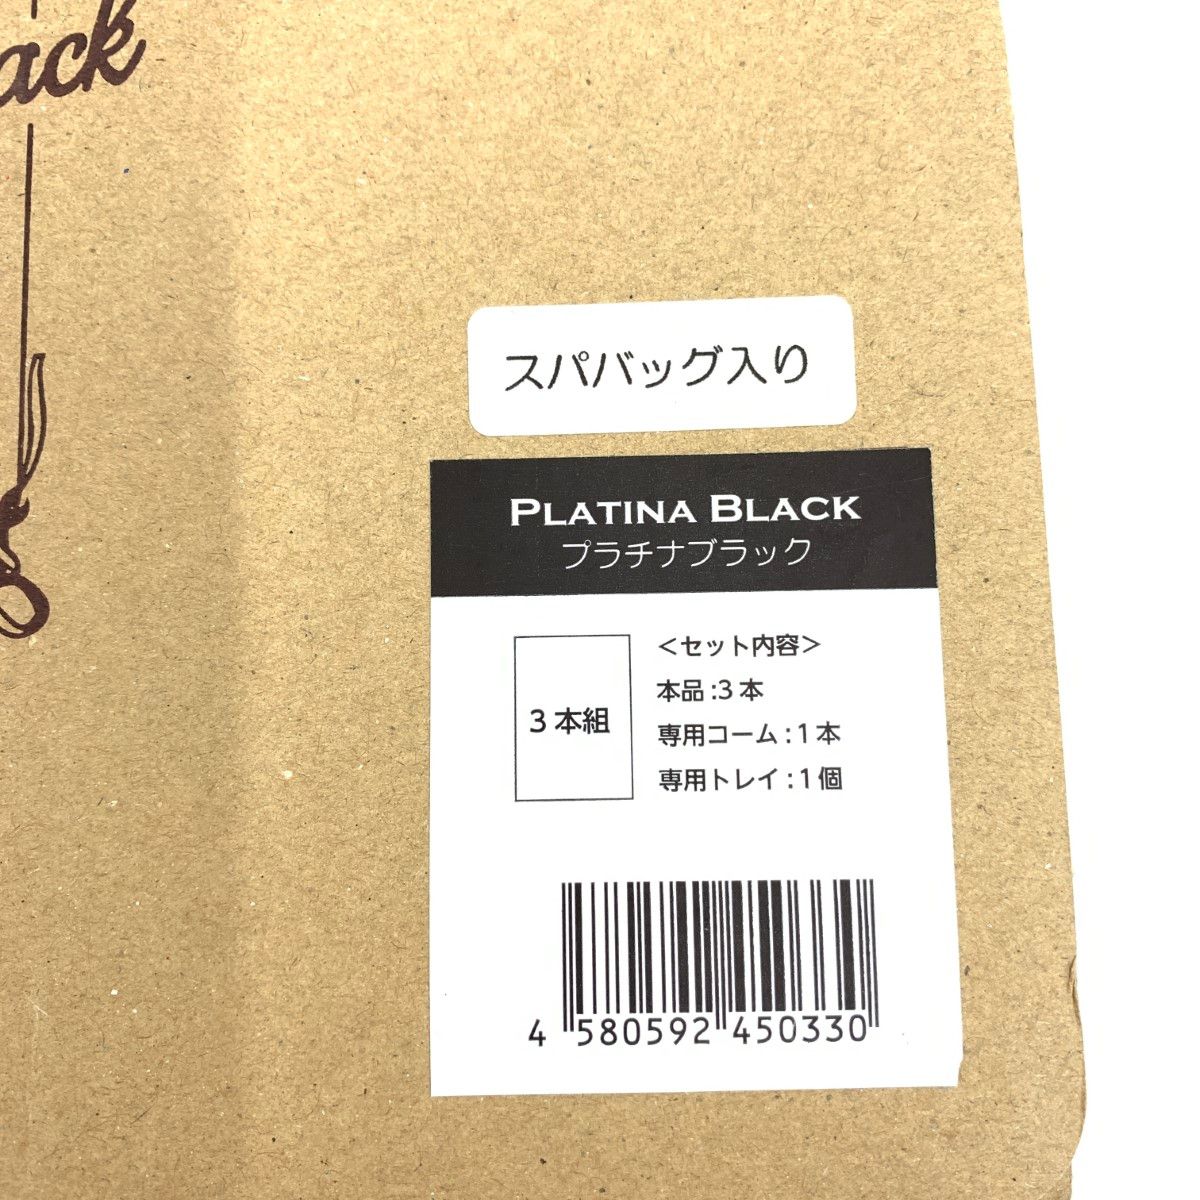 スパバッグ入り
PLATINA BLACK
プラチナブラック
3本組
＜セット内容＞
本品:3本
専用コーム:1本
専用トレイ:1個
4 580592 450330